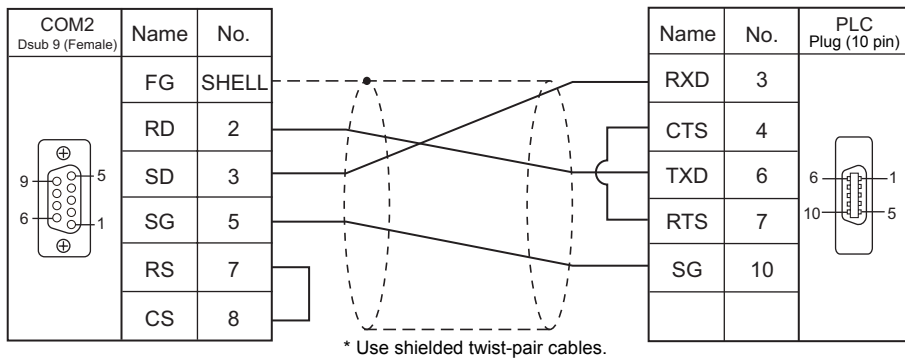 COM2
Dsub 9 (Female)
Name No.
FG SHELL
RD 2
SD 3
SG 5
RS 7
CS 8
9
5
6
1
Name No.
PLC
Plug (10 pin)
RXD 3
CTS 4
TXD 6
RTS 7
SG 10
6
1
10
5
* Use shielded twist-pair cables.